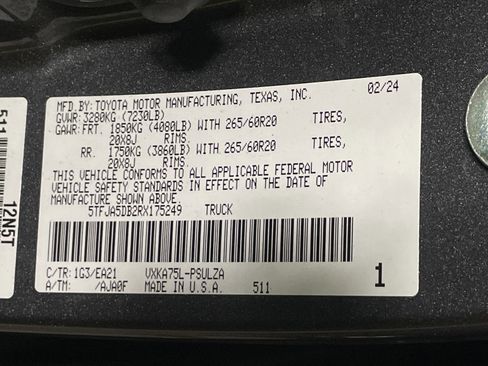 MFD.BY:TOYOTA MOTOR MANUFACTURING, TEXAS, INC. 02/24
GVWR:3280KG (7230LB)
GAWR:FRT. 1850KG (4080LB) WITH 265/60R20 TIRES,
20X8J RIMS.
RR. 1750KG (3860LB) WITH 265/60R20 TIRES,
20X8J RIMS.
THIS VEHICLE CONFORMS TO ALL APPLICABLE FEDERAL MOTOR
VEHICLE SAFETY STANDARDS IN EFFECT ON THE DATE OF
MANUFACTURE SHOWN ABOVE.
5TFJA5DB2RX175249 TRUCK
C/TR:1G3/EA21 VXKA75L-PSULZA
A/TM: /AJA0F MADE IN U.S.A. 511 1
511
12N5T